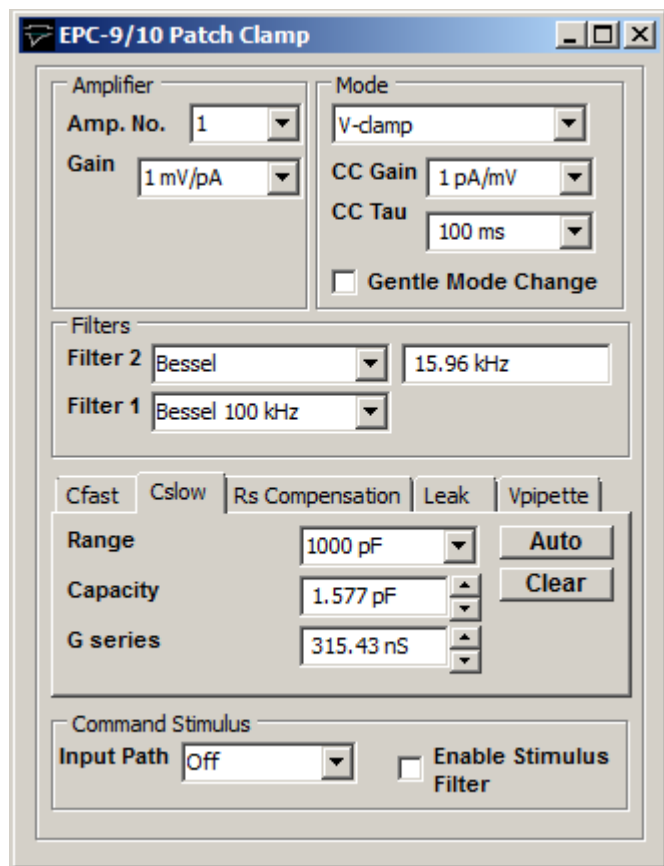 EPC-9/10 Patch Clamp
Amplifier
Amp. No. 1
Gain 1 mV/pA
Mode
V-clamp
CC Gain 1 pA/mV
CC Tau 100 ms
Gentle Mode Change
Filters
Filter 2 Bessel 15.96 kHz
Filter 1 Bessel 100 kHz
Cfast Cslow Rs Compensation Leak Vpipette
Range 1000 pF Auto
Capacity 1.577 pF Clear
G series 315.43 nS
Command Stimulus
Input Path Off Enable Stimulus
Filter